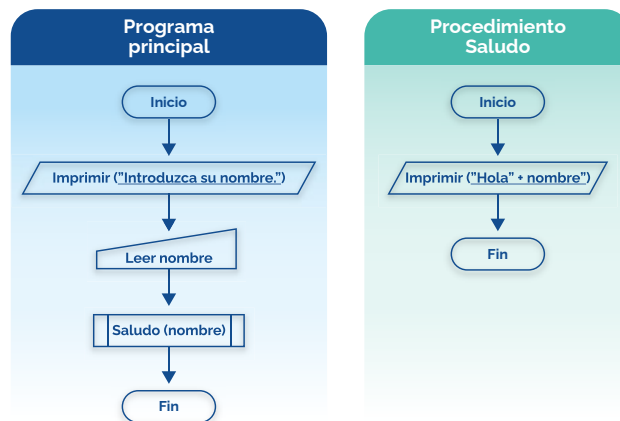 Programa
principal
Inicio
Imprimir ("Introduzca su nombre.")
Leer nombre
Saludo (nombre)
Fin
Procedimiento
Saludo
Inicio
Imprimir ("Hola" + nombre")
Fin